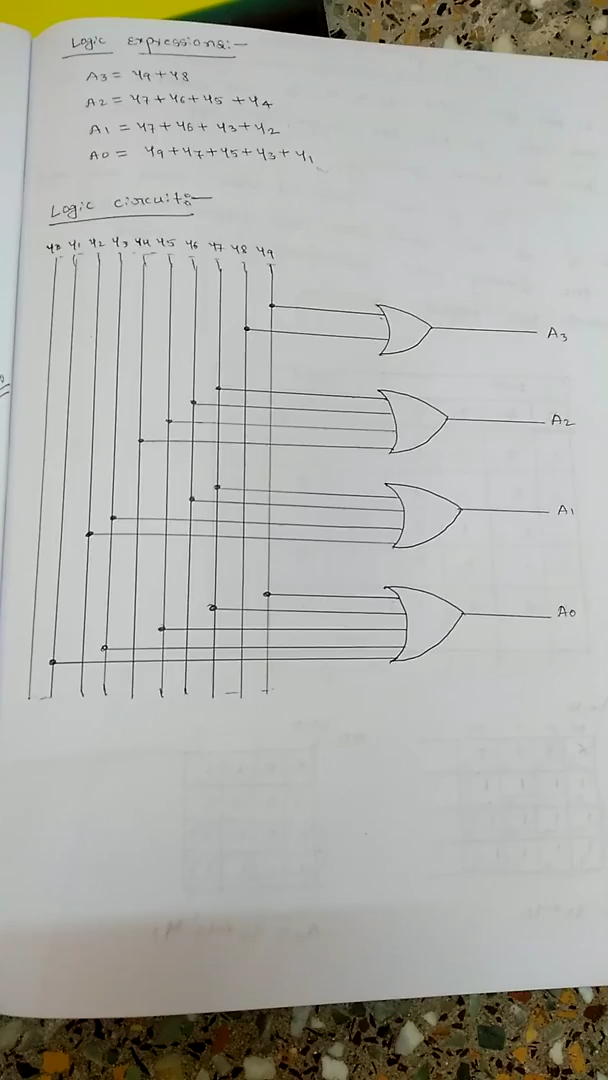 Logic expressions:-
A3 = Y9+Y8
A2 = Y7+Y6+Y5 +Y4
A1 = Y7+Y6+ Y3+Y2
A0 = Y9+Y7+Y5+Y3+Y1
Logic circuit:-
Y0 Y1 Y2 Y3 Y4 Y5 Y6 Y7 Y8 Y9
A3
A2
A1
A0